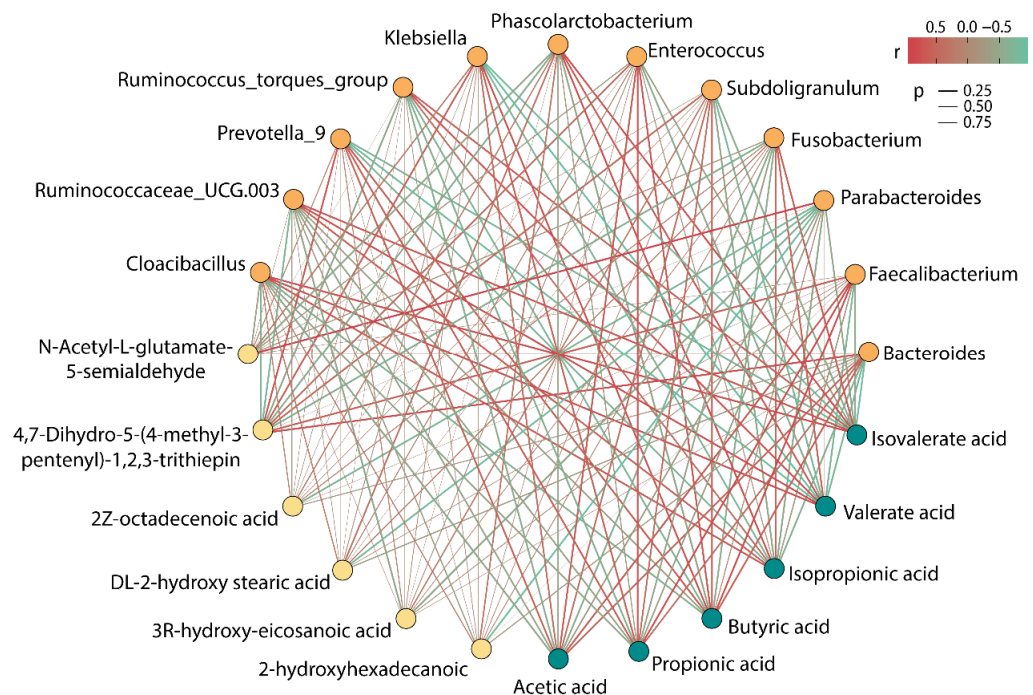 Phascolarctobacterium
Klebsiella
Enterococcus
Ruminococcus_torques_group
Subdoligranulum
Prevotella_9
Fusobacterium
Ruminococcaceae_UCG.003
Parabacteroides
Cloacibacillus
Faecalibacterium
N-Acetyl-L-glutamate-
5-semialdehyde
Bacteroides
4,7-Dihydro-5-(4-methyl-3-
pentenyl)-1,2,3-trithiepin
Isovalerate acid
2Z-octadecenoic acid
Valerate acid
DL-2-hydroxy stearic acid
Isopropionic acid
3R-hydroxy-eicosanoic acid
Butyric acid
2-hydroxyhexadecanoic
Propionic acid
Acetic acid
0.5 0.0 -0.5
r
p
0.25
0.50
0.75